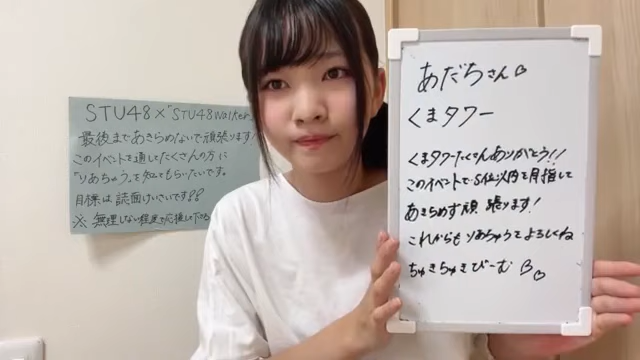 STU48×"STU48Walker"
最後まであきらめないで頑張ります!
このイベントを通してたくさんの方に
「りあちゅう」を知ってもらいたいです。
目標は誌面けいさいです!!
※無理しない程度で応援して下さい
あだちさん♡
くまタワー
くまタワーたくさんありがとう!!
このイベントで5位以内を目指して
あきらめず頑張ります!
これからもりあちゅうをよろしくね
ちゅきちゅきびーむ